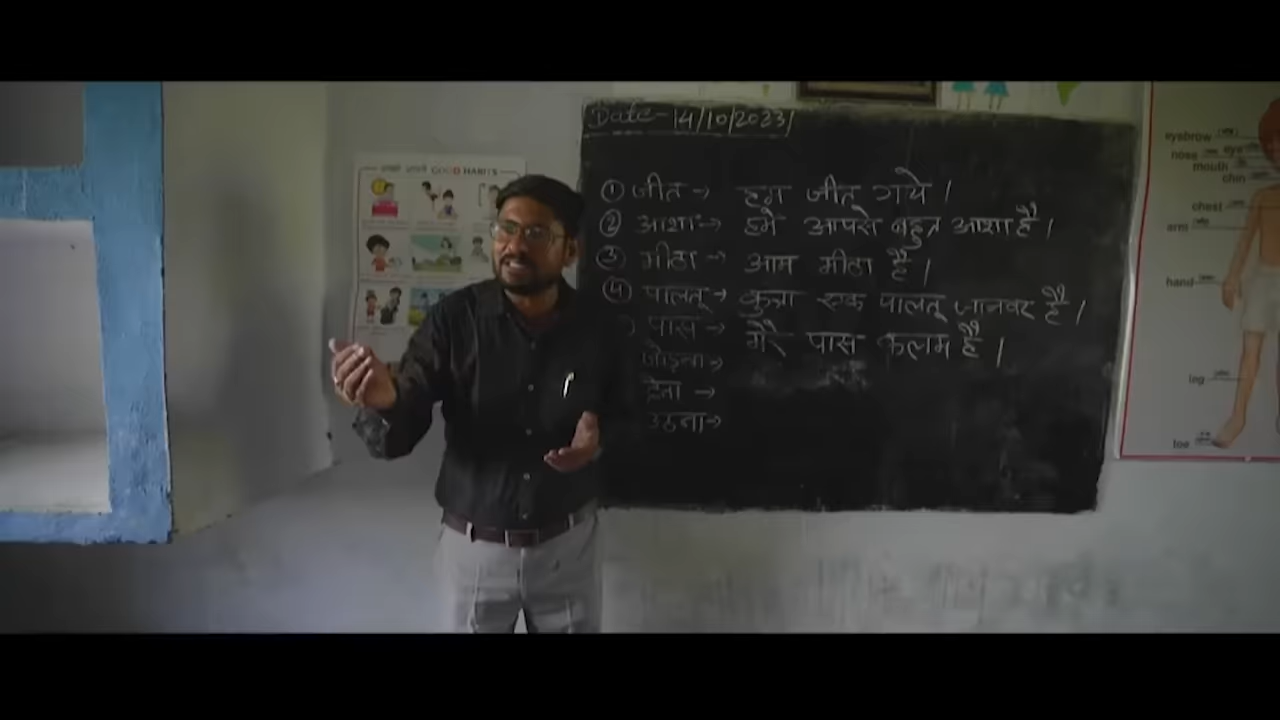 GOOD HABITS
Date - 14/10/2023
① जीत → हम जीत गये।
② आशा → हमें आपसे बहुत आशा है।
③ मीठा → आम मीठा है।
④ पालतू → कुत्ता एक पालतू जानवर है।
पास → मेरे पास कलम है।
जोड़ना →
देना →
उठना →
eyebrow
nose eye
mouth
chin
chest
arm
hand
leg
toe